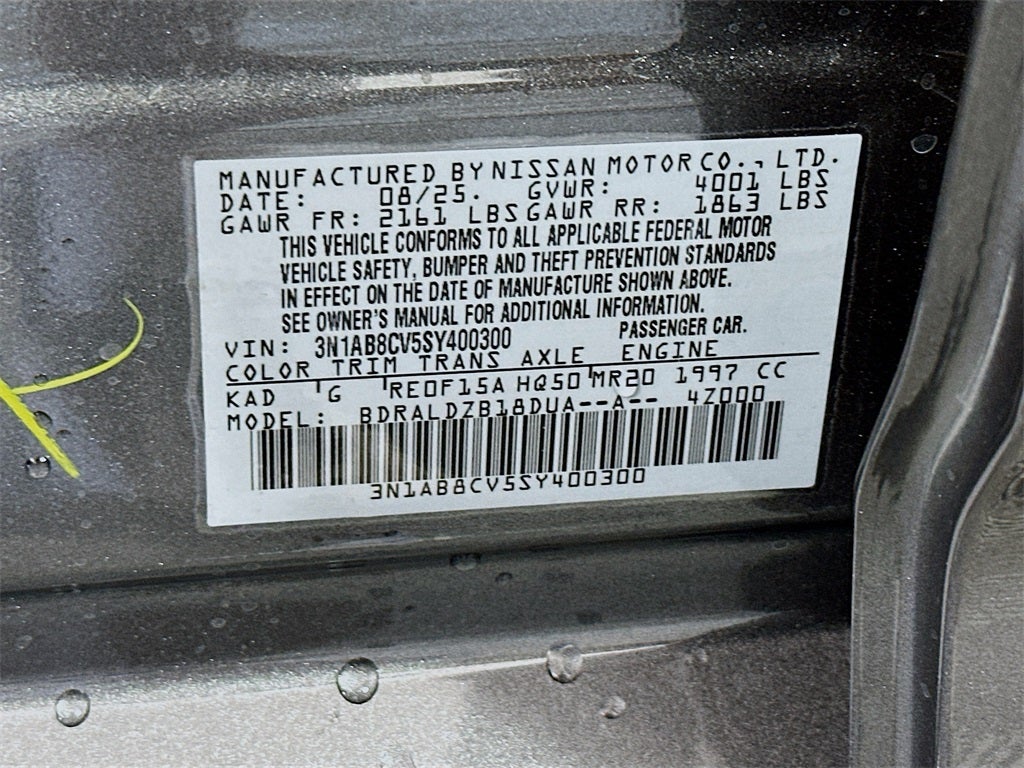 MANUFACTURED BY NISSAN MOTOR CO., LTD.
DATE: 08/25. GVWR: 4001 LBS
GAWR FR: 2161 LBS GAWR RR: 1863 LBS
THIS VEHICLE CONFORMS TO ALL APPLICABLE FEDERAL MOTOR
VEHICLE SAFETY, BUMPER AND THEFT PREVENTION STANDARDS
IN EFFECT ON THE DATE OF MANUFACTURE SHOWN ABOVE.
SEE OWNER'S MANUAL FOR ADDITIONAL INFORMATION.
VIN: 3N1AB8CV5SY400300 PASSENGER CAR.
COLOR TRIM TRANS AXLE ENGINE
KAD G RE0F15A HQ50 MR20 1997 CC
MODEL: BDRALDZB18DUA--A-- 4Z000
3N1AB8CV5SY400300